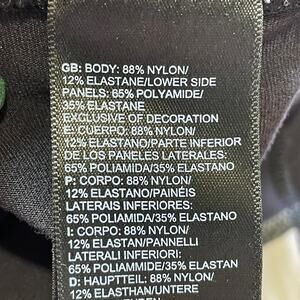 GB: BODY: 88% NYLON/
12% ELASTANE/LOWER SIDE
PANELS: 65% POLYAMIDE/
35% ELASTANE
EXCLUSIVE OF DECORATION
E: CUERPO: 88% NYLON/
12% ELASTANO/PARTE INFERIOR
DE LOS PANELES LATERALES:
65% POLIAMIDA/35% ELASTANO
P: CORPO: 88% NYLON/
12% ELASTANO/PAINÉIS
LATERAIS INFERIORES:
65% POLIAMIDA/35% ELASTANO
I: CORPO: 88% NYLON/
12% ELASTAN/PANNELLI
LATERALI INFERIORI:
65% POLIAMMIDE/35% ELASTAN
D: HAUPTTEIL: 88% NYLON/
12% ELASTHAN/UNTERE